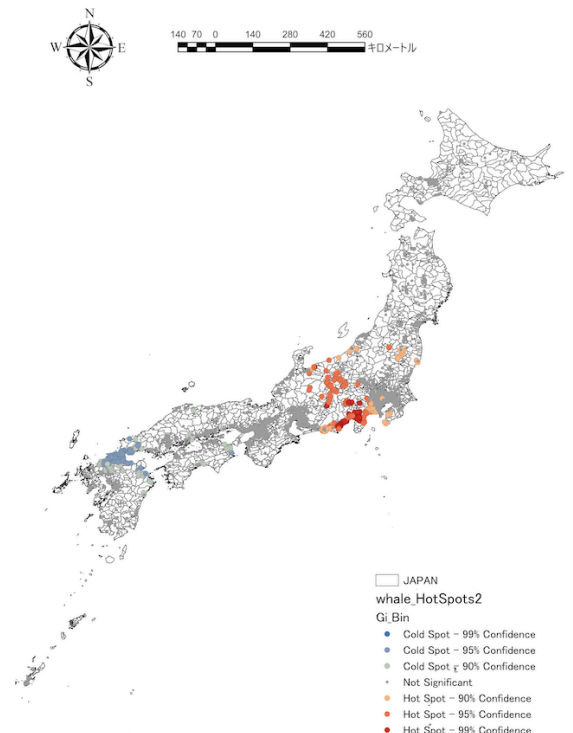 N
W E
S
140 70 0 140 280 420 560
キロメートル
JAPAN
whale_HotSpots2
Gi_Bin
Cold Spot - 99% Confidence
Cold Spot - 95% Confidence
Cold Spot - 90% Confidence
Not Significant
Hot Spot - 90% Confidence
Hot Spot - 95% Confidence
Hot Spot - 99% Confidence